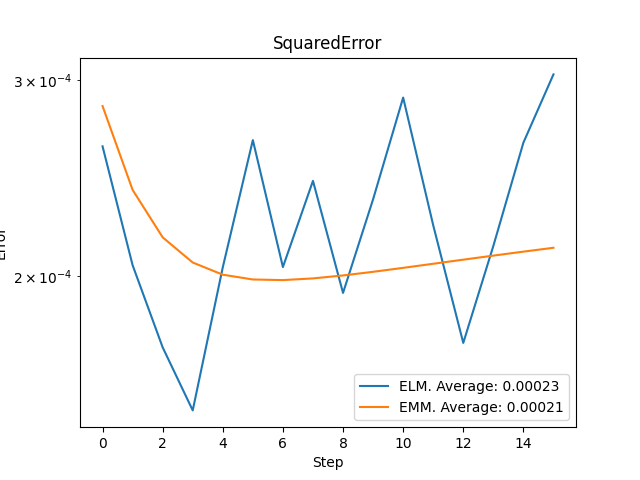 SquaredError
3 × 10⁻⁴
2 × 10⁻⁴
Error
0 2 4 6 8 10 12 14
Step
ELM. Average: 0.00023
EMM. Average: 0.00021